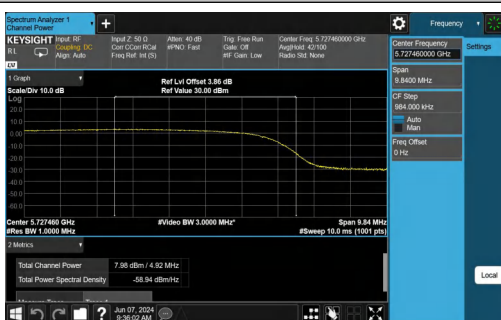 Spectrum Analyzer 1
Channel Power
Frequency
KEYSIGHT
Input: RF
Coupling: DC
Align: Auto
Input Z: 50 Ω
Corr CCorr RCal
Freq Ref: Int (S)
Atten: 40 dB
#PNO: Fast
Trig: Free Run
Gate: Off
#IF Gain: Low
Center Freq: 5.727460000 GHz
Avg|Hold: 42/100
Radio Std: None
R L
LXI
Center Frequency
5.727460000 GHz
Settings
Span
9.8400 MHz
CF Step
984.000 kHz
Auto
Man
Freq Offset
0 Hz
Local
1 Graph
Scale/Div 10.0 dB
Ref Lvl Offset 3.86 dB
Ref Value 30.00 dBm
Log
20.0
10.0
0.00
-10.0
-20.0
-30.0
-40.0
-50.0
-60.0
Center 5.727460 GHz
#Video BW 3.0000 MHz*
Span 9.84 MHz
#Res BW 1.0000 MHz
#Sweep 10.0 ms (1001 pts)
2 Metrics
Total Channel Power 7.98 dBm / 4.92 MHz
Total Power Spectral Density -58.94 dBm/Hz
Jun 07, 2024
9:36:02 AM